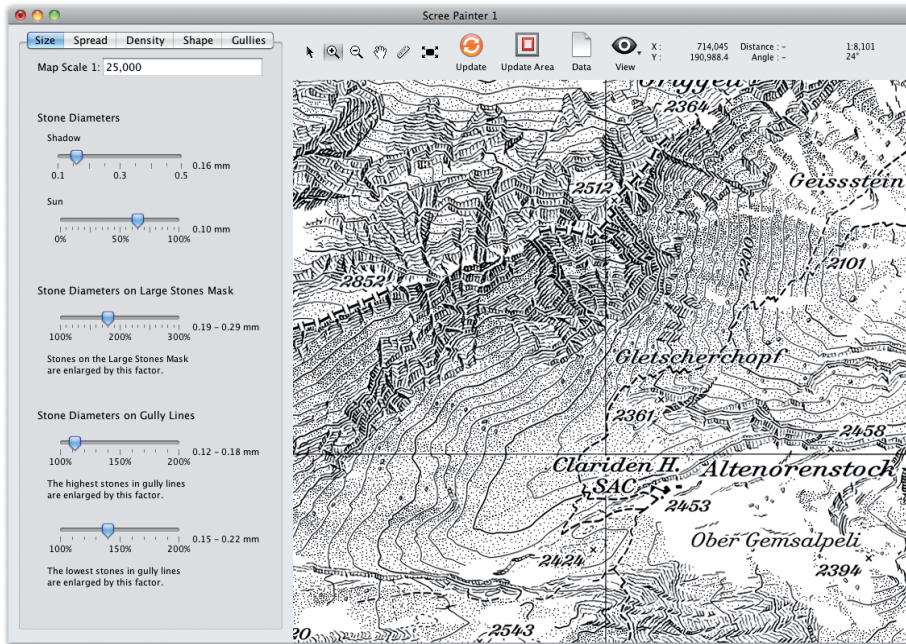 Scree Painter 1
Size Spread Density Shape Gullies
Update
Update Area
Data
View
X : 714,045 Distance : –
Y : 190,988.4 Angle : –
1:8,101
24°
Map Scale 1: 25,000
Stone Diameters
Shadow
0.16 mm
0.1 0.3 0.5
Sun
0.10 mm
0% 50% 100%
Stone Diameters on Large Stones Mask
0.19 – 0.29 mm
100% 200% 300%
Stones on the Large Stones Mask
are enlarged by this factor.
Stone Diameters on Gully Lines
0.12 – 0.18 mm
100% 150% 200%
The highest stones in gully lines
are enlarged by this factor.
0.15 – 0.22 mm
100% 150% 200%
The lowest stones in gully lines
are enlarged by this factor.
2364
2512
Geissstein
2200
2101
2852
Gletscherchopf
2361
2458
Clariden H.
SAC
Altenorenstock
2453
Ober Gemsalpeli
2424
2394
2543